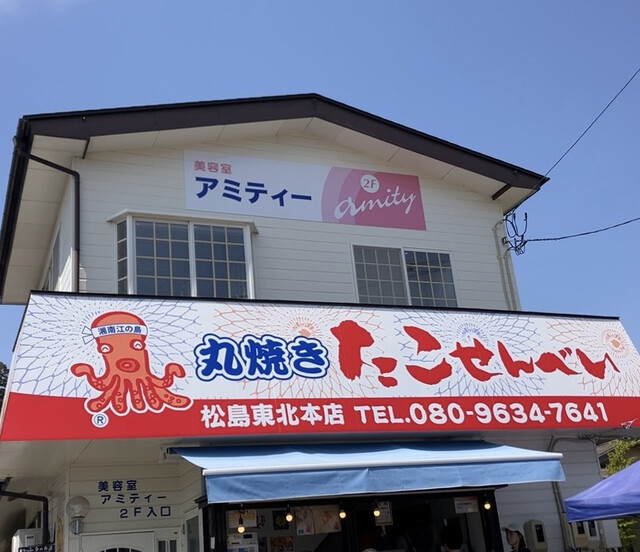 美容室
アミティー
2F
amity
湘南江の島
丸焼き たこせんべい
®
松島東北本店 TEL.080-9634-7641
美容室
アミティー
2F入口